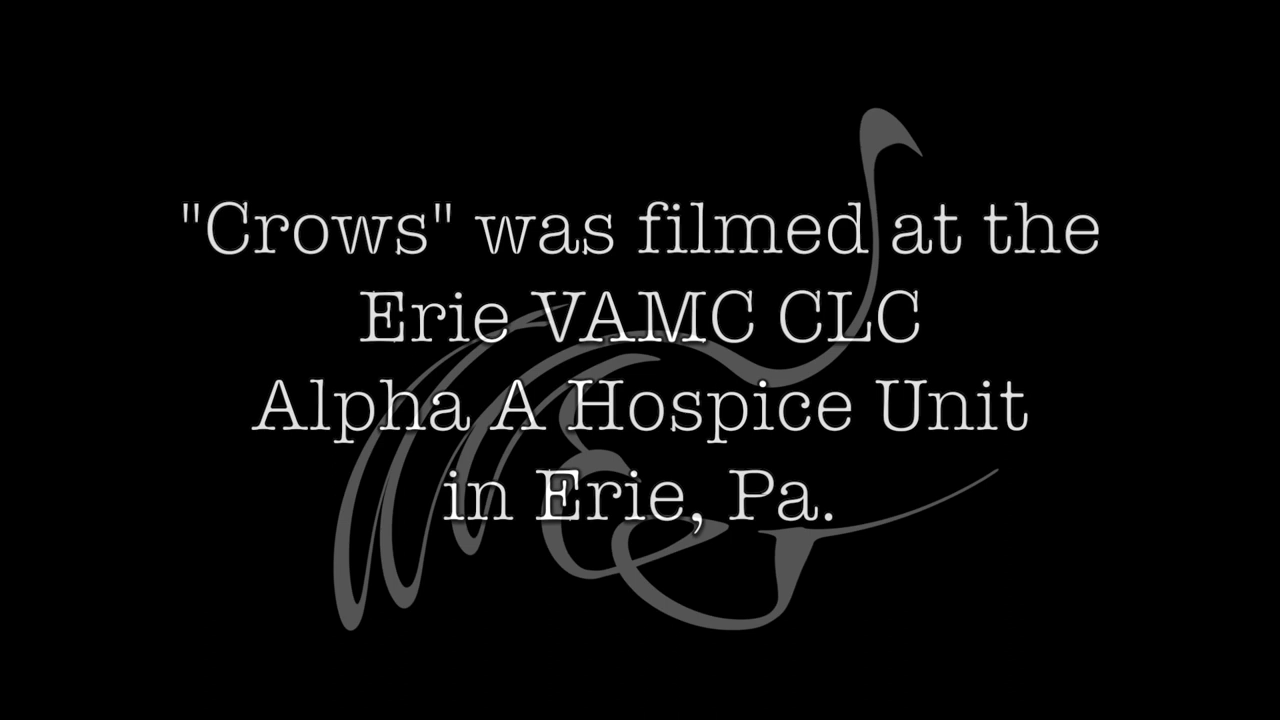 "Crows" was filmed at the
Erie VAMC CLC
Alpha A Hospice Unit
in Erie, Pa.